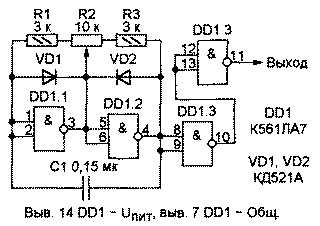 R1 R2 R3 DD1.3
3 к 10 к 3 к
12
13
&
11
Выход
VD1 VD2
DD1.1
DD1.2
DD1.3
1
2
&
3
5
6
&
4
8
9
&
10
C1 0,15 мк
DD1
К561ЛА7
VD1, VD2
КД521А
Выв. 14 DD1 - Uпит, выв. 7 DD1 - Общ.